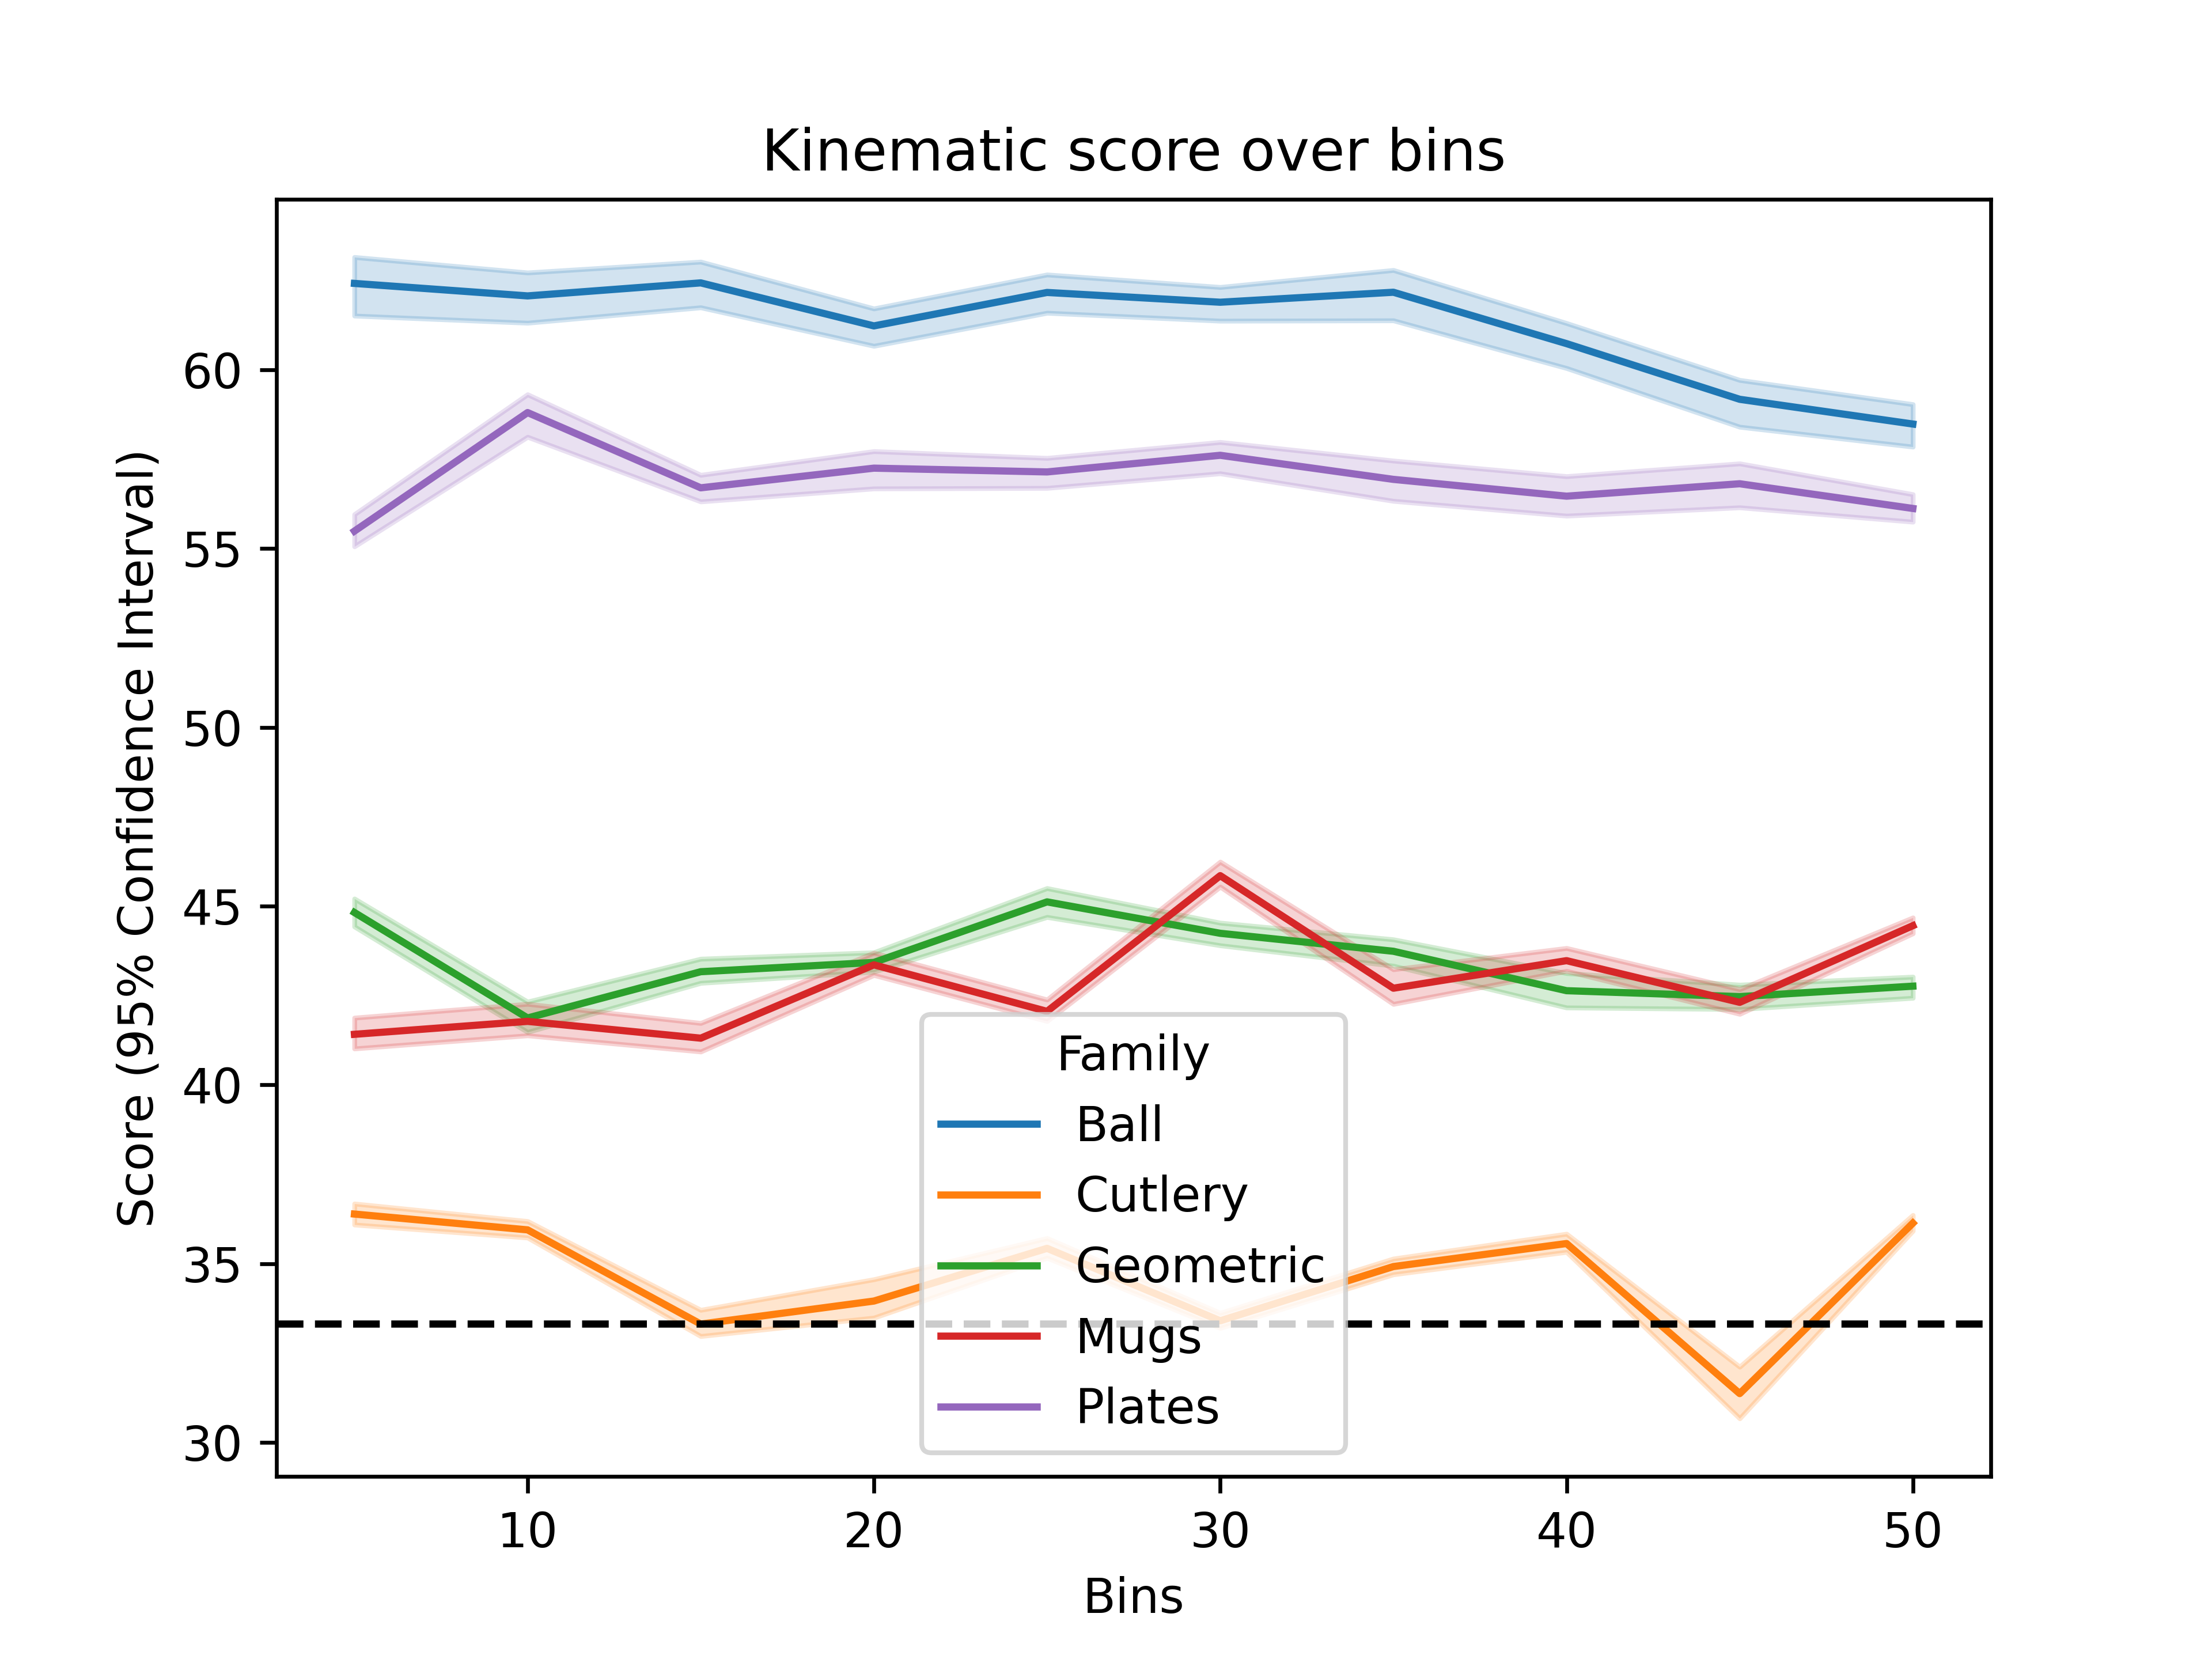 Kinematic score over bins
Score (95% Confidence Interval)
60
55
50
45
40
35
30
Family
Ball
Cutlery
Geometric
Mugs
Plates
10 20 30 40 50
Bins